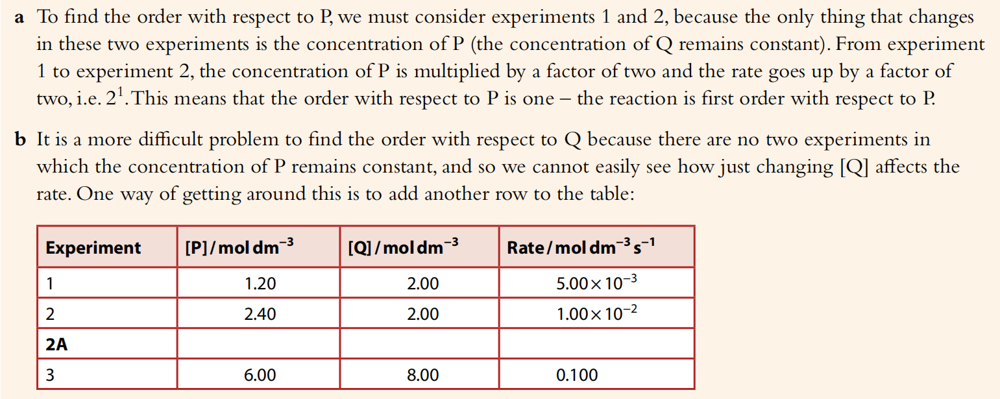 a To find the order with respect to P, we must consider experiments 1 and 2, because the only thing that changes
in these two experiments is the concentration of P (the concentration of Q remains constant). From experiment
1 to experiment 2, the concentration of P is multiplied by a factor of two and the rate goes up by a factor of
two, i.e. 2¹. This means that the order with respect to P is one – the reaction is first order with respect to P.
b It is a more difficult problem to find the order with respect to Q because there are no two experiments in
which the concentration of P remains constant, and so we cannot easily see how just changing [Q] affects the
rate. One way of getting around this is to add another row to the table:
Experiment [P]/mol dm⁻³ [Q]/mol dm⁻³ Rate/mol dm⁻³ s⁻¹
1 1.20 2.00 5.00×10⁻³
2 2.40 2.00 1.00×10⁻²
2A
3 6.00 8.00 0.100